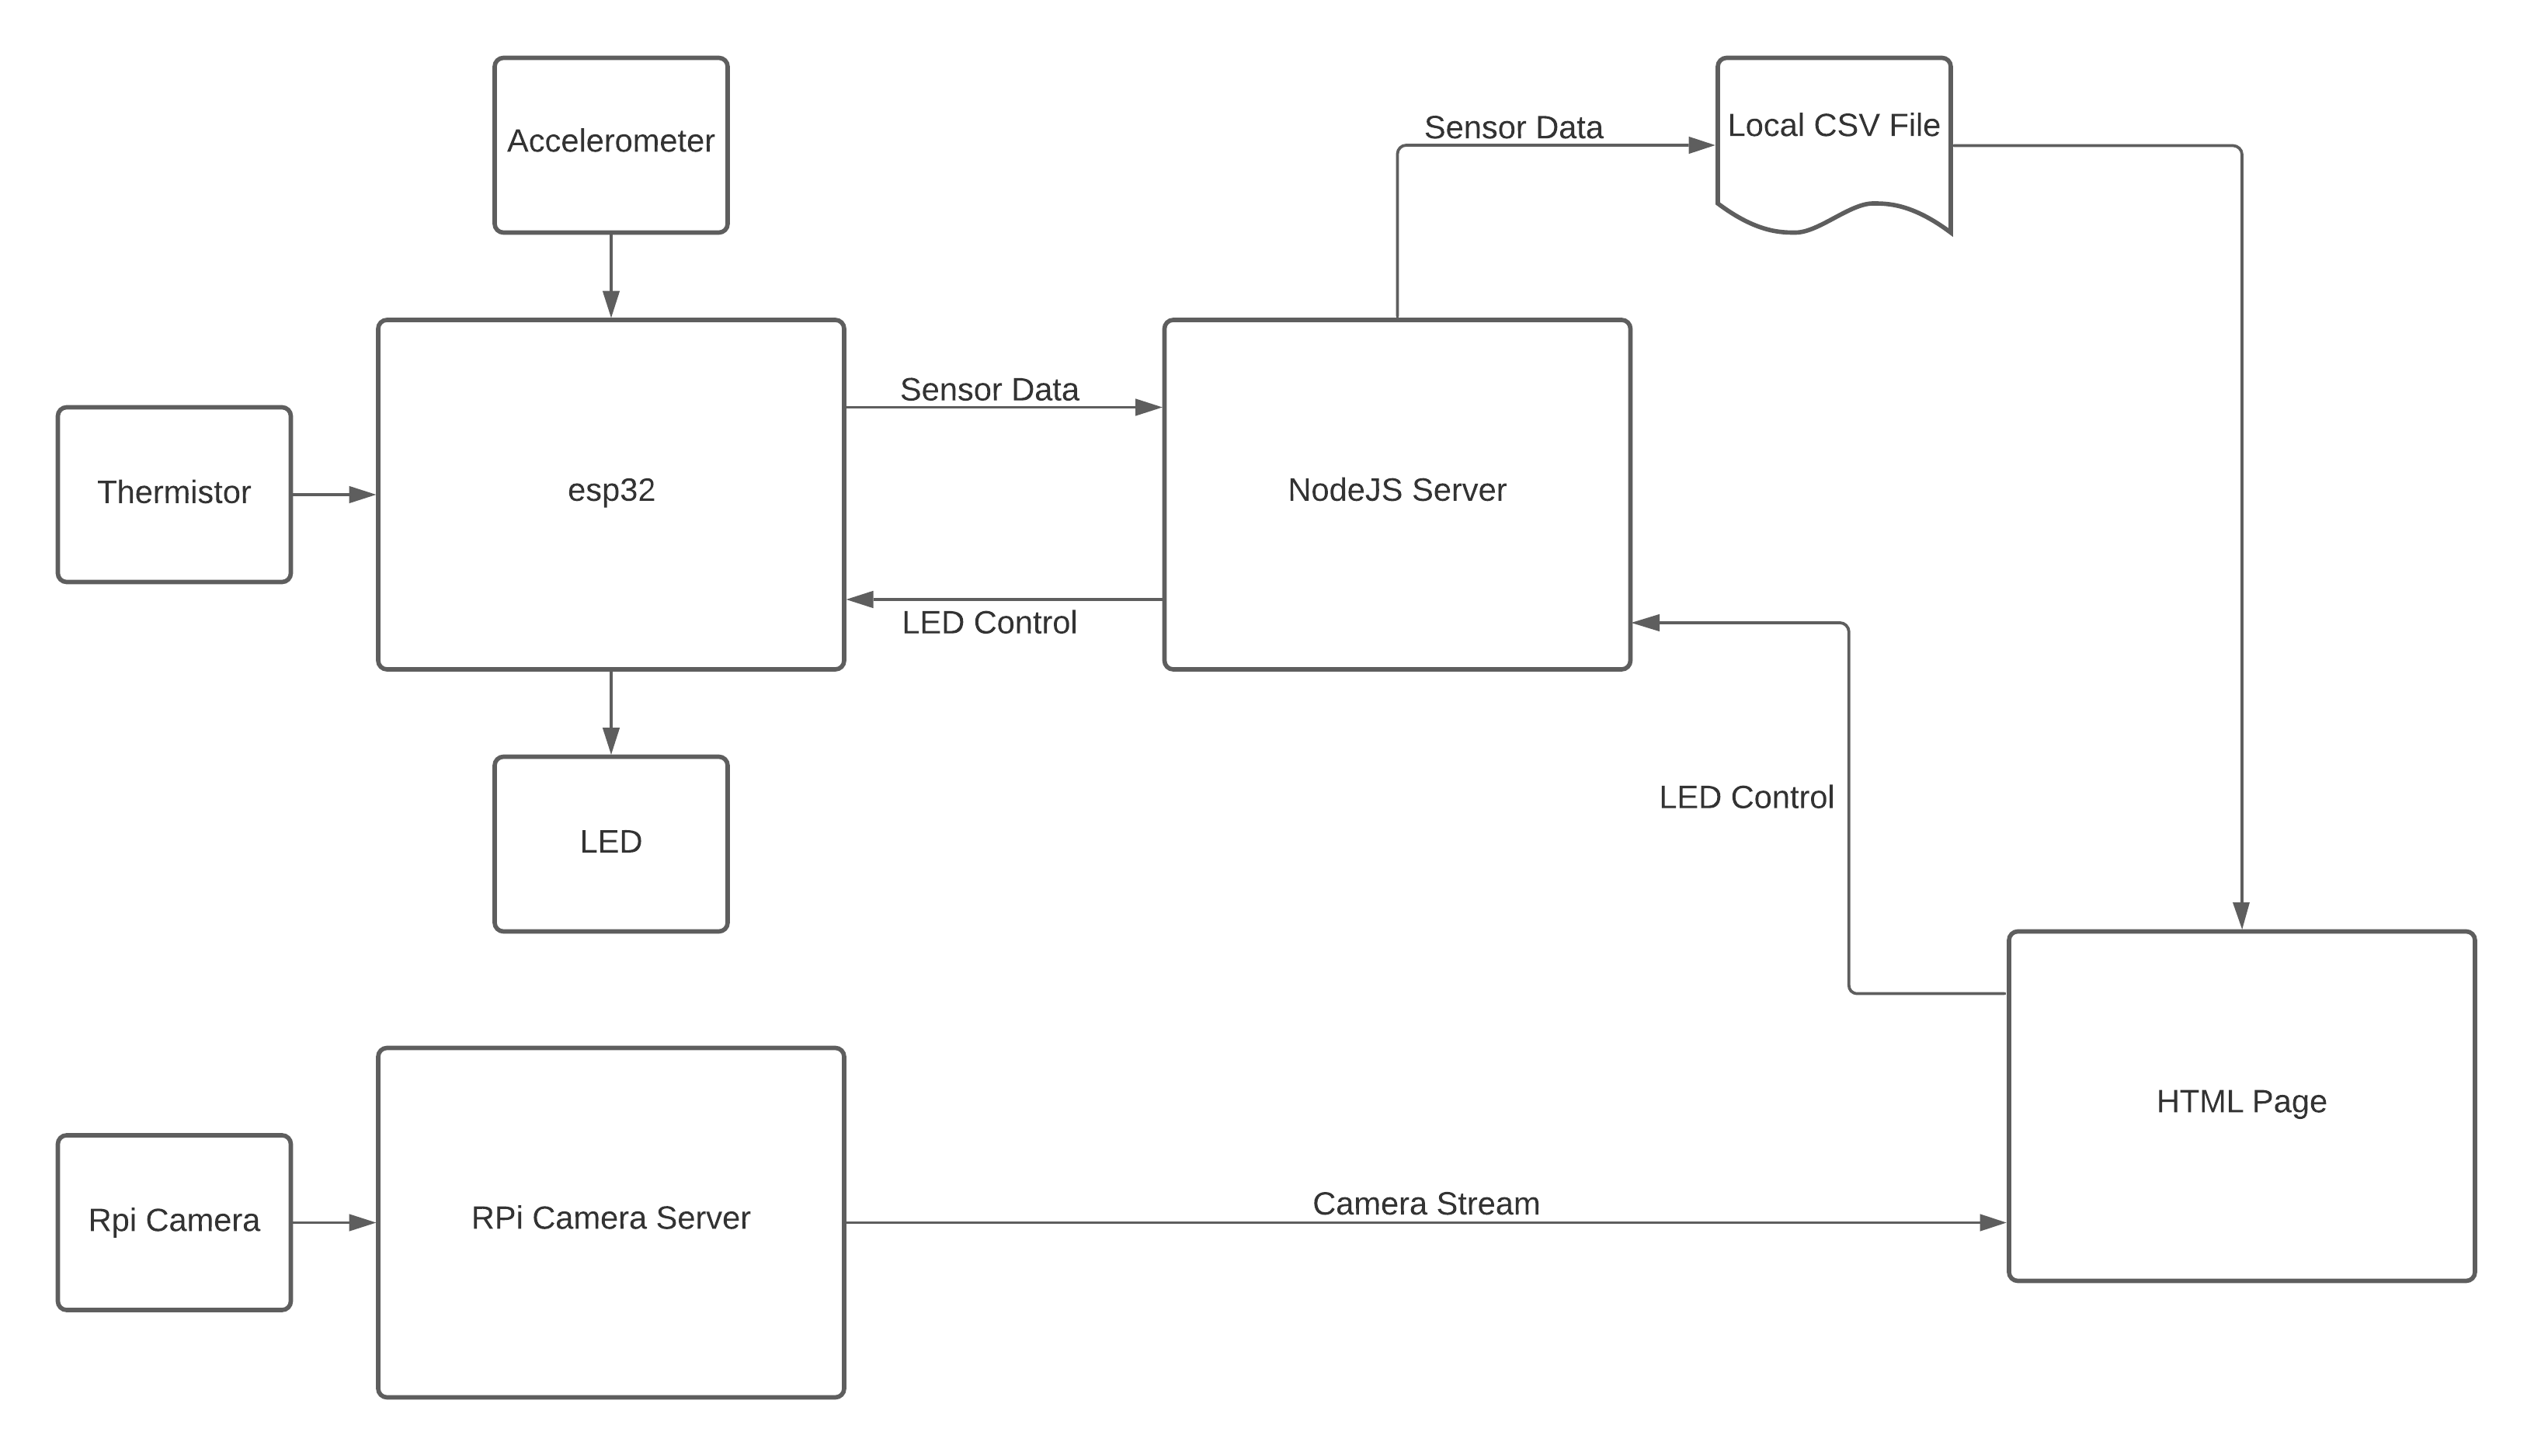 Accelerometer
Sensor Data
Local CSV File
Sensor Data
Thermistor
esp32
NodeJS Server
LED Control
LED Control
LED
HTML Page
Rpi Camera
RPi Camera Server
Camera Stream